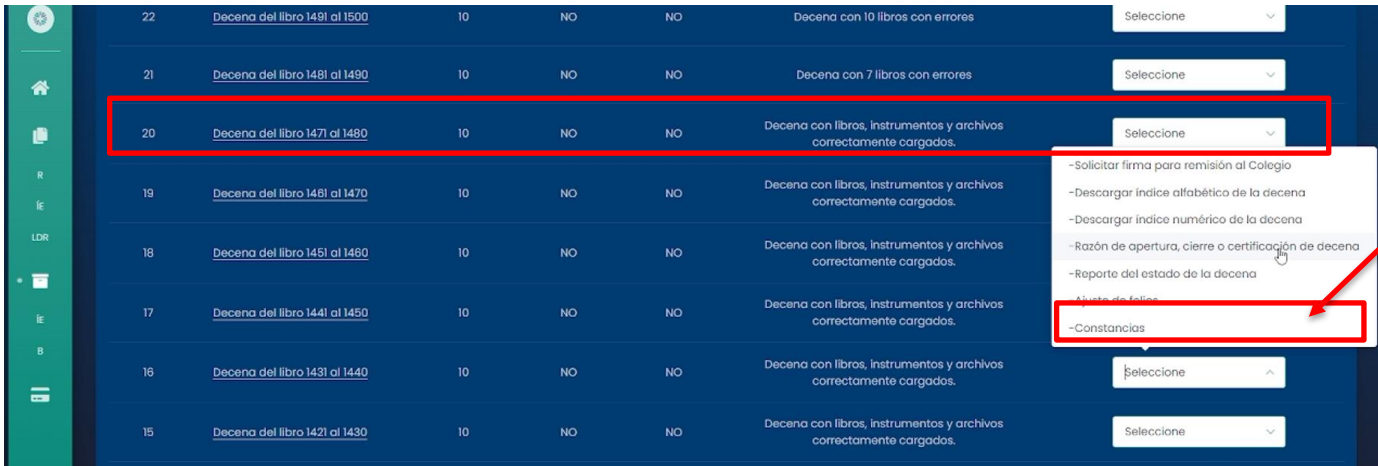 22 Decena del libro 1491 al 1500 10 NO NO Decena con 10 libros con errores Seleccione
21 Decena del libro 1481 al 1490 10 NO NO Decena con 7 libros con errores Seleccione
20 Decena del libro 1471 al 1480 10 NO NO Decena con libros, instrumentos y archivos
correctamente cargados. Seleccione
-Solicitar firma para remisión al Colegio
-Descargar índice alfabético de la decena
-Descargar índice numérico de la decena
-Razón de apertura, cierre o certificación de decena
-Reporte del estado de la decena
-Ajuste de folios
-Constancias
19 Decena del libro 1461 al 1470 10 NO NO Decena con libros, instrumentos y archivos
correctamente cargados.
18 Decena del libro 1451 al 1460 10 NO NO Decena con libros, instrumentos y archivos
correctamente cargados.
17 Decena del libro 1441 al 1450 10 NO NO Decena con libros, instrumentos y archivos
correctamente cargados.
16 Decena del libro 1431 al 1440 10 NO NO Decena con libros, instrumentos y archivos
correctamente cargados. Seleccione
15 Decena del libro 1421 al 1430 10 NO NO Decena con libros, instrumentos y archivos
correctamente cargados. Seleccione
R
ÍE
LDR
ÍE
B